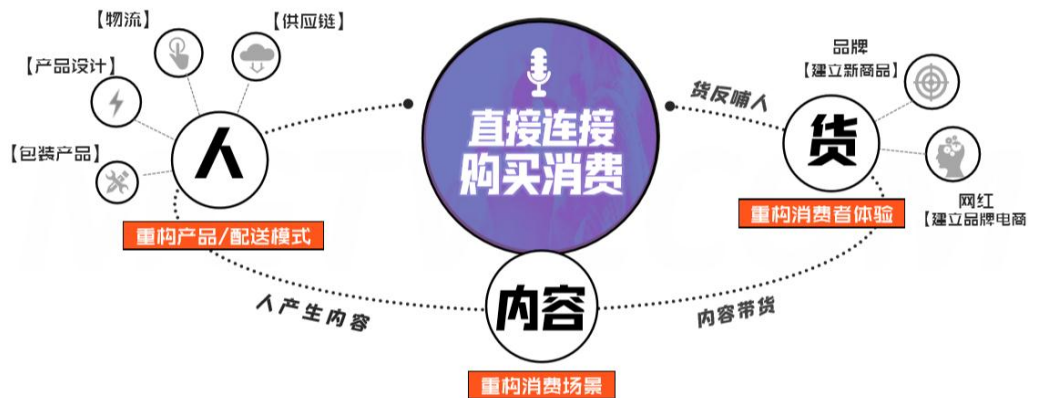 【物流】
【供应链】
【产品设计】
【包装产品】
人
重构产品/配送模式
直接连接
购买消费
货反哺人
品牌
【建立新商品】
货
网红
【建立品牌电商
重构消费者体验
人产生内容
内容
内容带货
重构消费场景